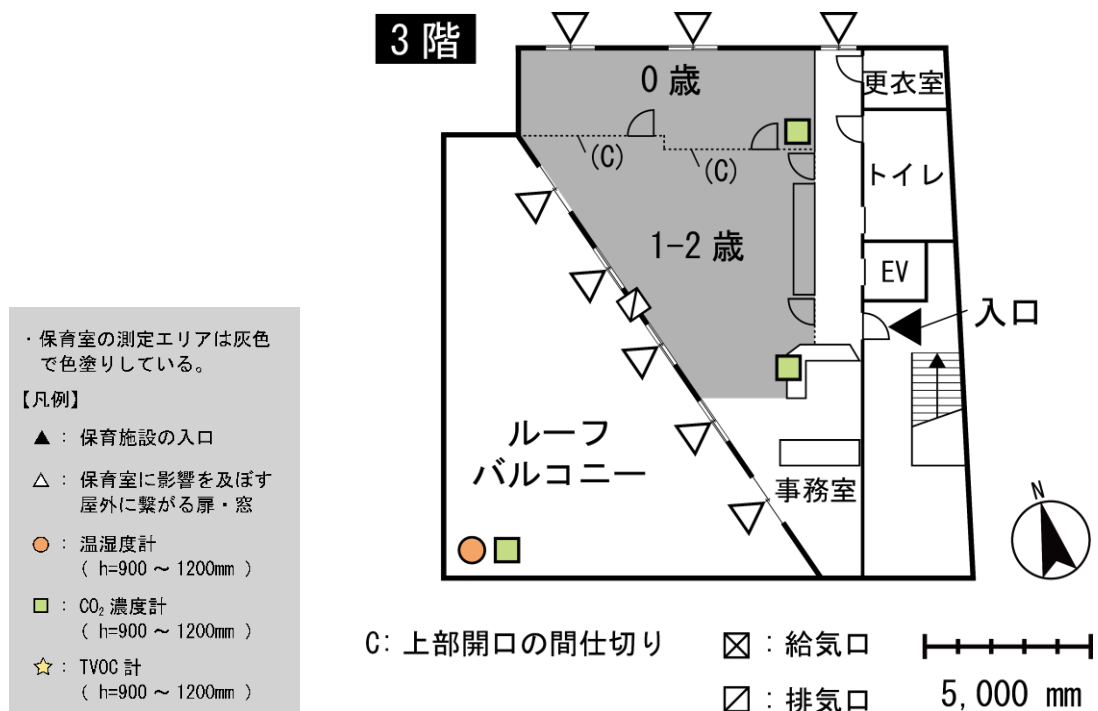 3階
0歳
更衣室
(C)
(C)
トイレ
1-2歳
EV
入口
ルーフ
バルコニー
事務室
N
・保育室の測定エリアは灰色
で色塗りしている。
【凡例】
▲ : 保育施設の入口
△ : 保育室に影響を及ぼす
屋外に繋がる扉・窓
● : 温湿度計
( h=900 ～ 1200mm )
■ : CO₂ 濃度計
( h=900 ～ 1200mm )
☆ : TVOC 計
( h=900 ～ 1200mm )
C: 上部開口の間仕切り
: 給気口
: 排気口
5,000 mm